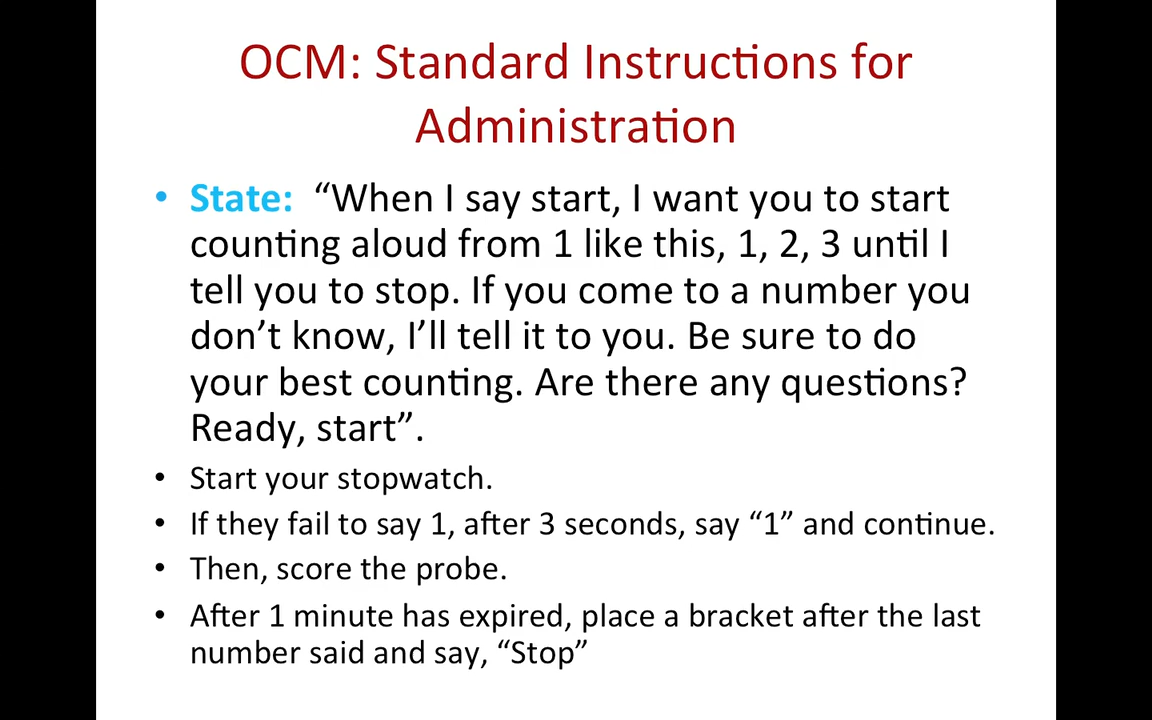 OCM: Standard Instructions for
Administration
• State: “When I say start, I want you to start
counting aloud from 1 like this, 1, 2, 3 until I
tell you to stop. If you come to a number you
don’t know, I’ll tell it to you. Be sure to do
your best counting. Are there any questions?
Ready, start”.
• Start your stopwatch.
• If they fail to say 1, after 3 seconds, say “1” and continue.
• Then, score the probe.
• After 1 minute has expired, place a bracket after the last
number said and say, “Stop”